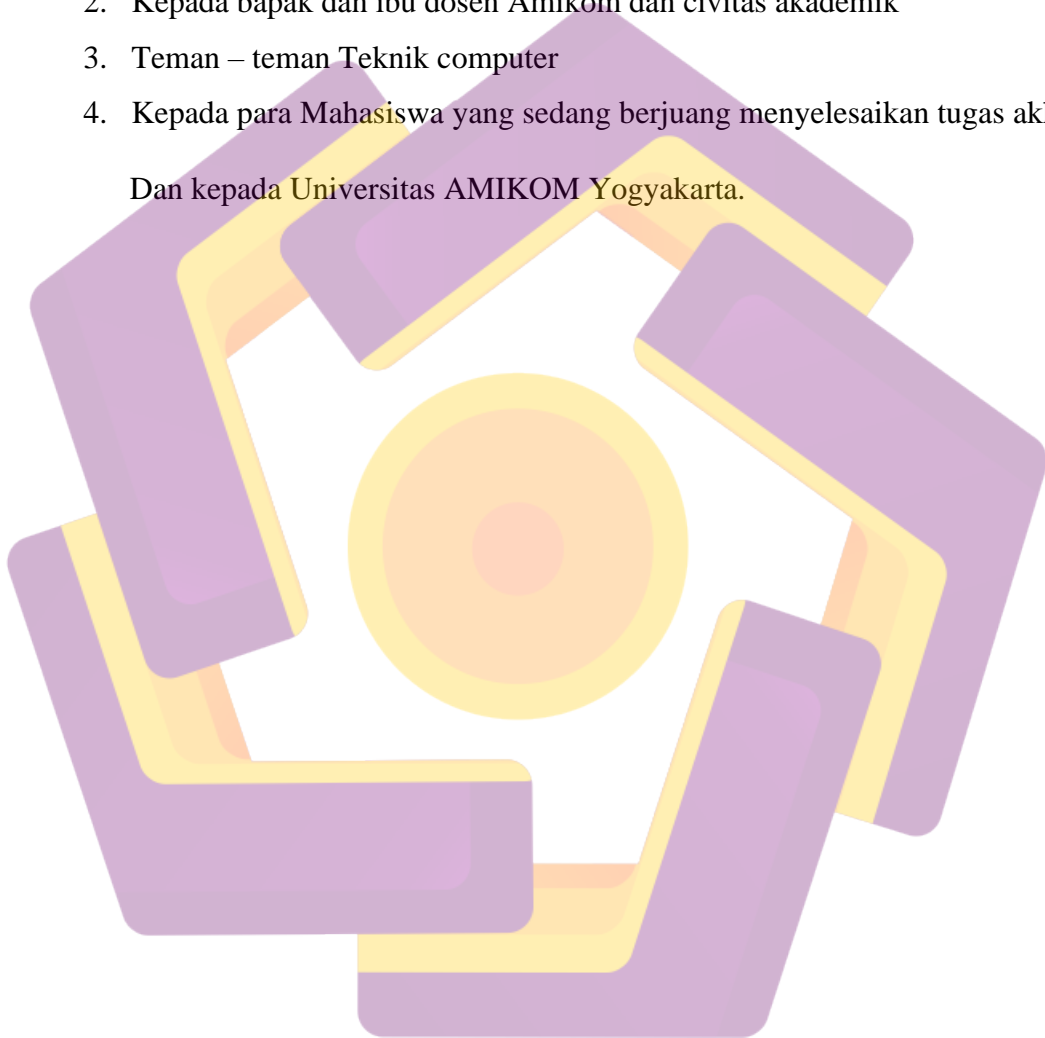 2. Kepada bapak dan ibu dosen Amikom dan civitas akademik
3. Teman – teman Teknik computer
4. Kepada para Mahasiswa yang sedang berjuang menyelesaikan tugas
Dan kepada Universitas AMIKOM Yogyakarta.